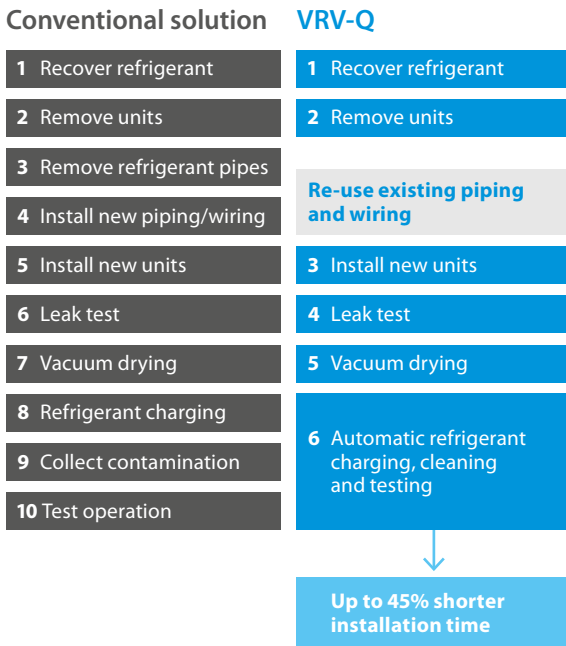 Conventional solution
1 Recover refrigerant
2 Remove units
3 Remove refrigerant pipes
4 Install new piping/wiring
5 Install new units
6 Leak test
7 Vacuum drying
8 Refrigerant charging
9 Collect contamination
10 Test operation
VRV-Q
1 Recover refrigerant
2 Remove units
Re-use existing piping
and wiring
3 Install new units
4 Leak test
5 Vacuum drying
6 Automatic refrigerant
charging, cleaning
and testing
Up to 45% shorter
installation time